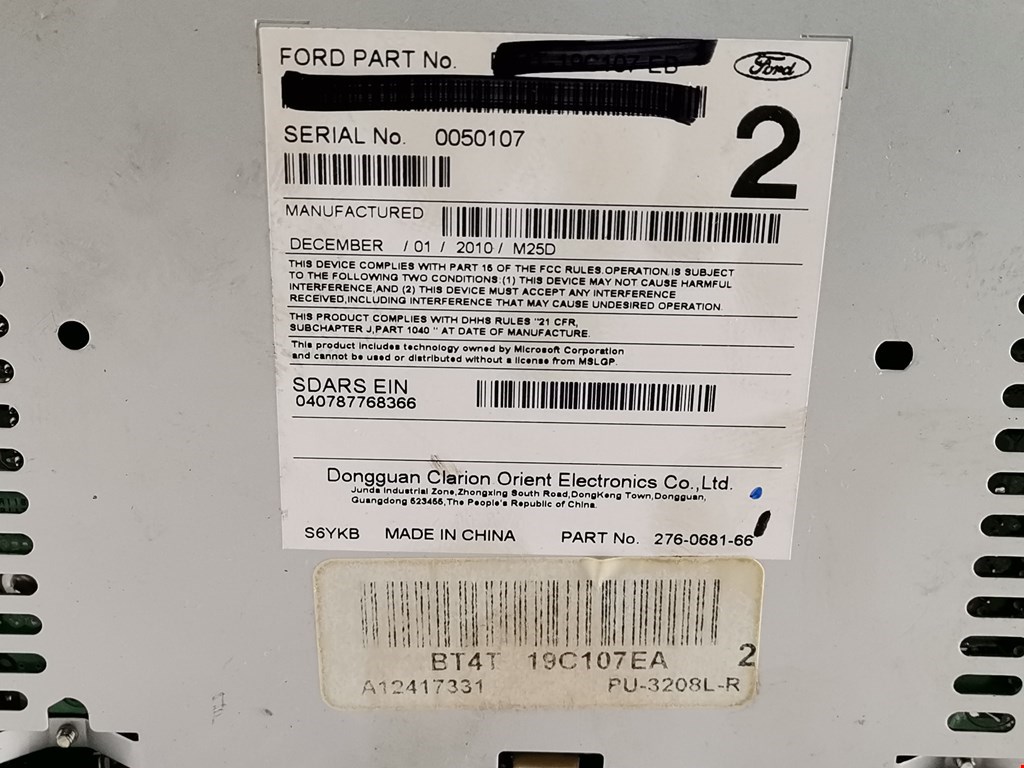 FORD PART No. 19C107-EB
Ford
SERIAL No. 0050107
2
MANUFACTURED
DECEMBER / 01 / 2010 / M25D
THIS DEVICE COMPLIES WITH PART 15 OF THE FCC RULES.OPERATION IS SUBJECT
TO THE FOLLOWING TWO CONDITIONS:(1) THIS DEVICE MAY NOT CAUSE HARMFUL
INTERFERENCE,AND (2) THIS DEVICE MUST ACCEPT ANY INTERFERENCE
RECEIVED,INCLUDING INTERFERENCE THAT MAY CAUSE UNDESIRED OPERATION.
THIS PRODUCT COMPLIES WITH DHHS RULES "21 CFR,
SUBCHAPTER J,PART 1040 " AT DATE OF MANUFACTURE.
This product includes technology owned by Microsoft Corporation
and cannot be used or distributed without a license from MSLGP.
SDARS EIN
040787768366
Dongguan Clarion Orient Electronics Co.,Ltd.
Junda Industrial Zone,Zhongxing South Road,DongKeng Town,Dongguan,
Guangdong 523455,The People's Republic of China.
S6YKB MADE IN CHINA PART No. 276-0681-66
BT4T 19C107EA 2
A12417331 PU-3208L-R